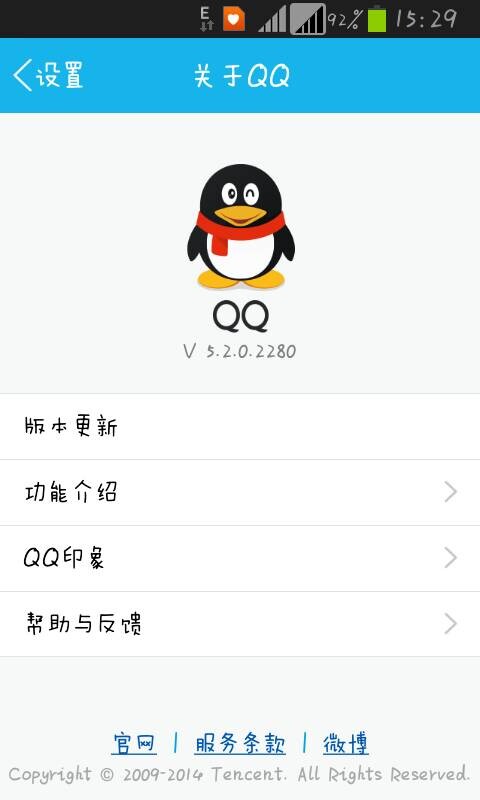 E 92% 15:29
设置 关于QQ
QQ
V 5.2.0.2280
版本更新
功能介绍
QQ印象
帮助与反馈
官网 | 服务条款 | 微博
Copyright © 2009-2014 Tencent. All Rights Reserved.